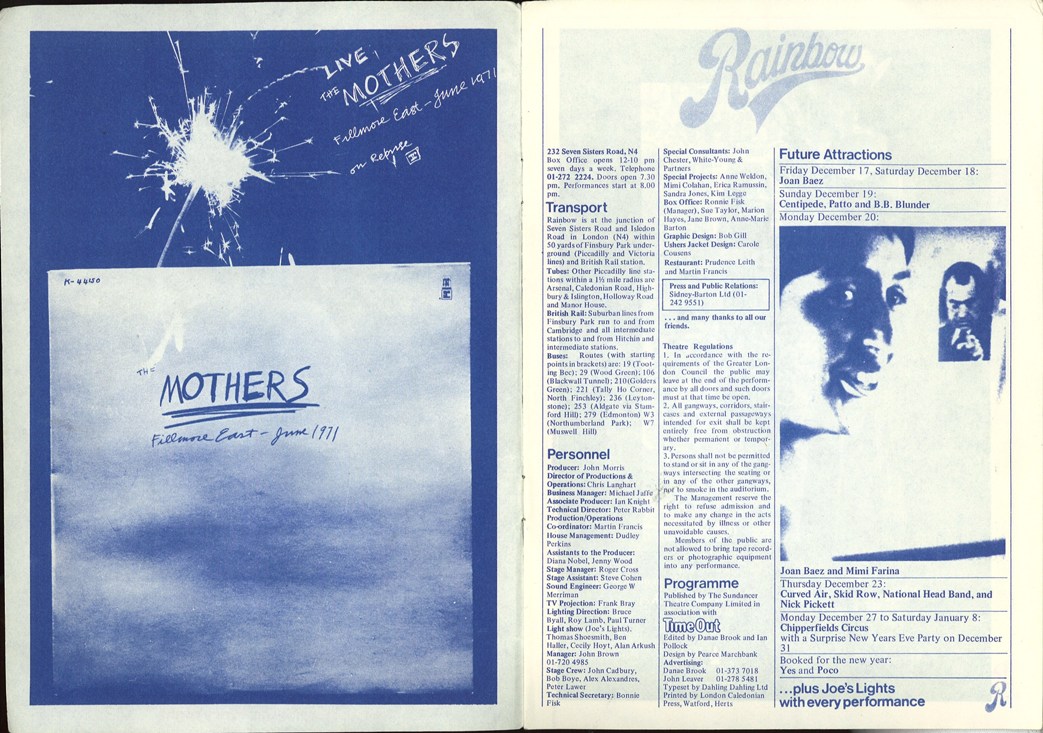 LIVE,
THE MOTHERS
Fillmore East - June 1971
on Reprise
K-44150
THE
MOTHERS
Fillmore East - June 1971
Rainbow
232 Seven Sisters Road, N4
Box Office opens 12-10 pm
seven days a week. Telephone
01-272 2224. Doors open 7.30
pm. Performances start at 8.00
pm.
Transport
Rainbow is at the junction of
Seven Sisters Road and Isledon
Road in London (N4) within
50 yards of Finsbury Park under-
ground (Piccadilly and Victoria
lines) and British Rail station.
Tubes: Other Piccadilly line sta-
tions within a 1½ mile radius are
Arsenal, Caledonian Road, High-
bury & Islington, Holloway Road
and Manor House.
British Rail: Suburban lines from
Finsbury Park run to and from
Cambridge and all intermediate
stations to and from Hitchin and
intermediate stations.
Buses: Routes (with starting
points in brackets) are: 19 (Toot-
ing Bec); 29 (Wood Green); 106
(Blackwall Tunnel); 210 (Golders
Green); 221 (Tally Ho Corner,
North Finchley); 236 (Leyton-
stone); 253 (Aldgate via Stam-
ford Hill); 279 (Edmonton) W3
(Northumberland Park); W7
(Muswell Hill)
Personnel
Producer: John Morris
Director of Productions &
Operations: Chris Langhart
Business Manager: Michael Jaffe
Associate Producer: Ian Knight
Technical Director: Peter Rabbit
Production/Operations
Co-ordinator: Martin Francis
House Management: Dudley
Perkins
Assistants to the Producer:
Diana Nobel, Jenny Wood
Stage Manager: Roger Cross
Stage Assistant: Steve Cohen
Sound Engineer: George W
Merriman
TV Projection: Frank Bray
Lighting Direction: Bruce
Byall, Roy Lamb, Paul Turner
Light show (Joe's Lights),
Thomas Shoesmith, Ben
Haller, Cecily Hoyt, Alan Arkush
Manager: John Brown
01-720 4985
Stage Crew: John Cadbury,
Bob Boye, Alex Alexandres,
Peter Lawer
Technical Secretary: Bonnie
Fisk
Special Consultants: John
Chester, White-Young &
Partners
Special Projects: Anne Weldon,
Mimi Colahan, Erica Ramussin,
Sandra Jones, Kim Legge
Box Office: Ronnie Fisk
(Manager), Sue Taylor, Marion
Hayes, Jane Brown, Anne-Marie
Barton
Graphic Design: Bob Gill
Ushers Jacket Design: Carole
Cousens
Restaurant: Prudence Leith
and Martin Francis
Press and Public Relations:
Sidney-Barton Ltd (01-
242 9551)
. . . and many thanks to all our
friends.
Theatre Regulations
1. In accordance with the re-
quirements of the Greater Lon-
don Council the public may
leave at the end of the perform-
ance by all doors and such doors
must at that time be open.
2. All gangways, corridors, stair-
cases and external passageways
intended for exit shall be kept
entirely free from obstruction
whether permanent or tempor-
ary.
3. Persons shall not be permitted
to stand or sit in any of the gang-
ways intersecting the seating or
in any of the other gangways,
not to smoke in the auditorium.
The Management reserve the
right to refuse admission and
to make any change in the acts
necessitated by illness or other
unavoidable causes.
Members of the public are
not allowed to bring tape record-
ers or photographic equipment
into any performance.
Programme
Published by The Sundancer
Theatre Company Limited in
association with
Time Out
Edited by Danae Brook and Ian
Pollock
Design by Pearce Marchbank
Advertising:
Danae Brook 01-373 7018
John Leaver 01-278 5481
Typeset by Dahling Dahling Ltd
Printed by London Caledonian
Press, Watford, Herts
Future Attractions
Friday December 17, Saturday December 18:
Joan Baez
Sunday December 19:
Centipede, Patto and B.B. Blunder
Monday December 20:
Joan Baez and Mimi Farina
Thursday December 23:
Curved Air, Skid Row, National Head Band, and
Nick Pickett
Monday December 27 to Saturday January 8:
Chipperfields Circus
with a Surprise New Years Eve Party on December
31
Booked for the new year:
Yes and Poco
...plus Joe's Lights
with every performance
R